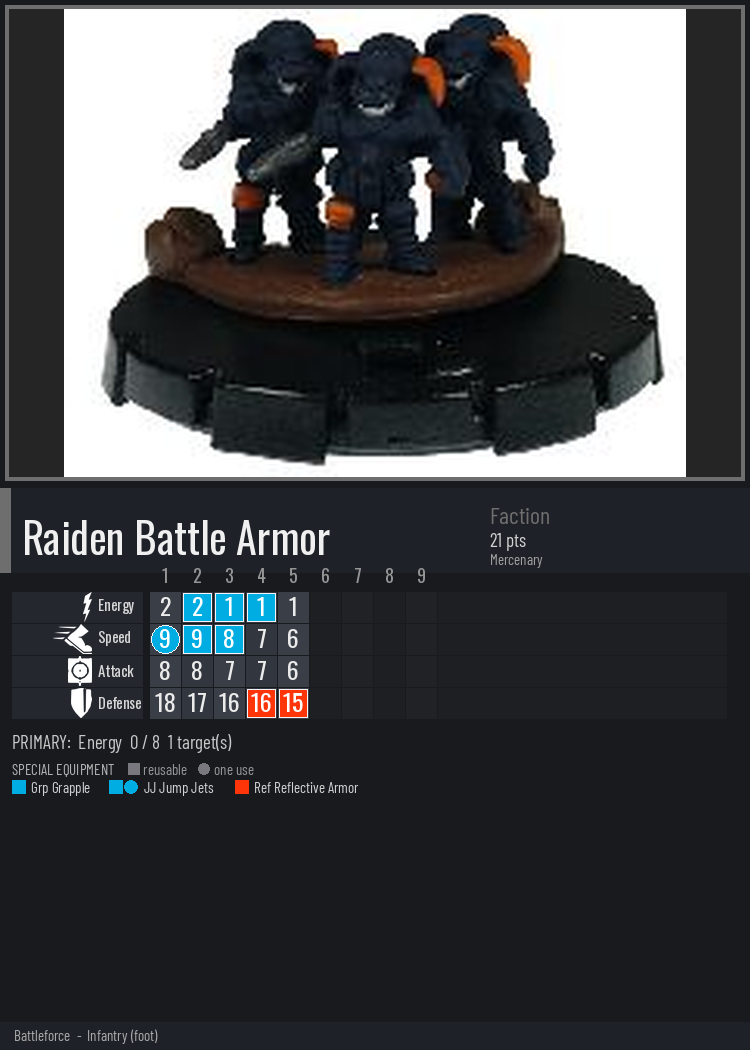 Raiden Battle Armor
Faction
21 pts
Mercenary
1 2 3 4 5 6 7 8 9
Energy 2 2 1 1 1
Speed 9 9 8 7 6
Attack 8 8 7 7 6
Defense 18 17 16 16 15
PRIMARY: Energy 0 / 8 1 target(s)
SPECIAL EQUIPMENT reusable one use
Grp Grapple JJ Jump Jets Ref Reflective Armor
Battleforce - Infantry (foot)